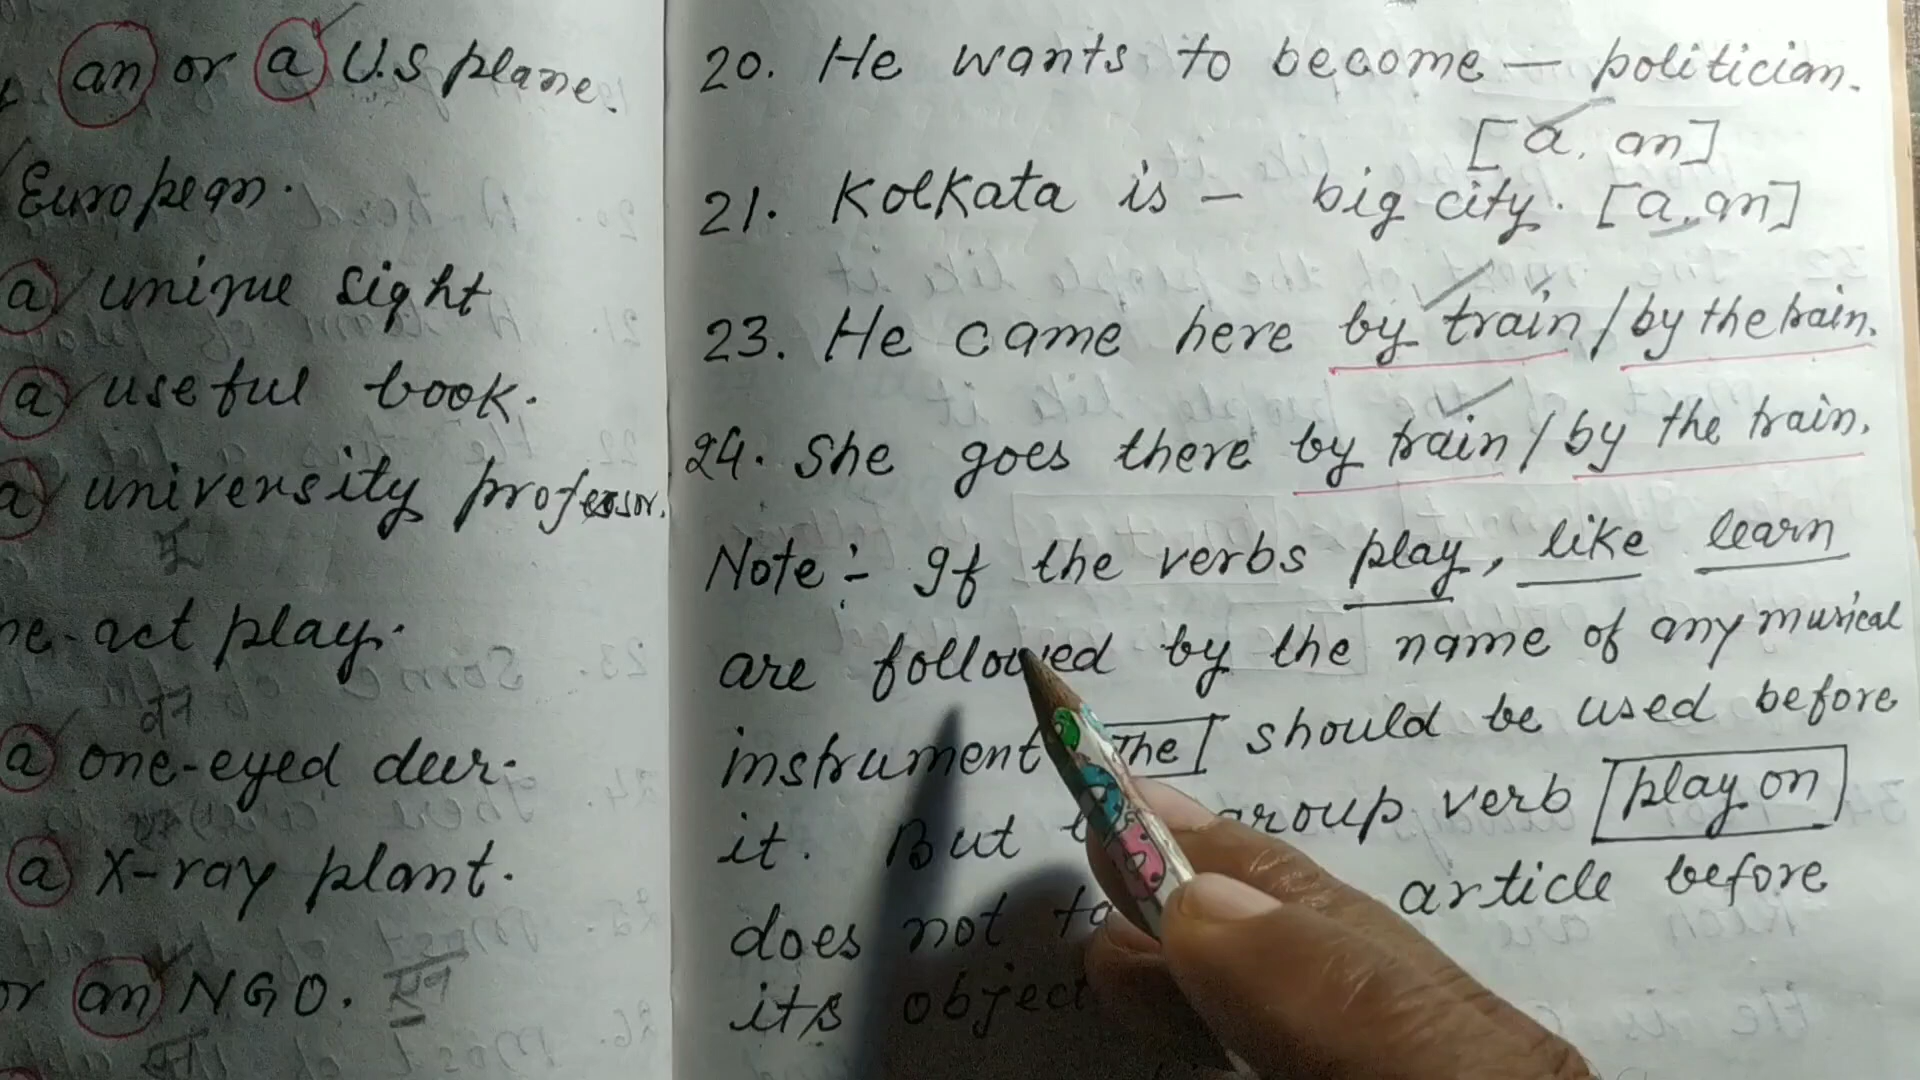 an or a U.S plane.
European.
a unique sight
a useful book.
a university professor.
यू
ne-act play.
वन
a one-eyed deer.
a X-ray plant.
or an NGO. एन
20. He wants to become — politician.
[a, an]
21. Kolkata is — big city. [a, an]
23. He came here by train / by the train.
24. She goes there by train / by the train.
Note :- If the verbs play, like learn
are followed by the name of any musical
instrument The should be used before
it. But group verb play on
does not article before
its object